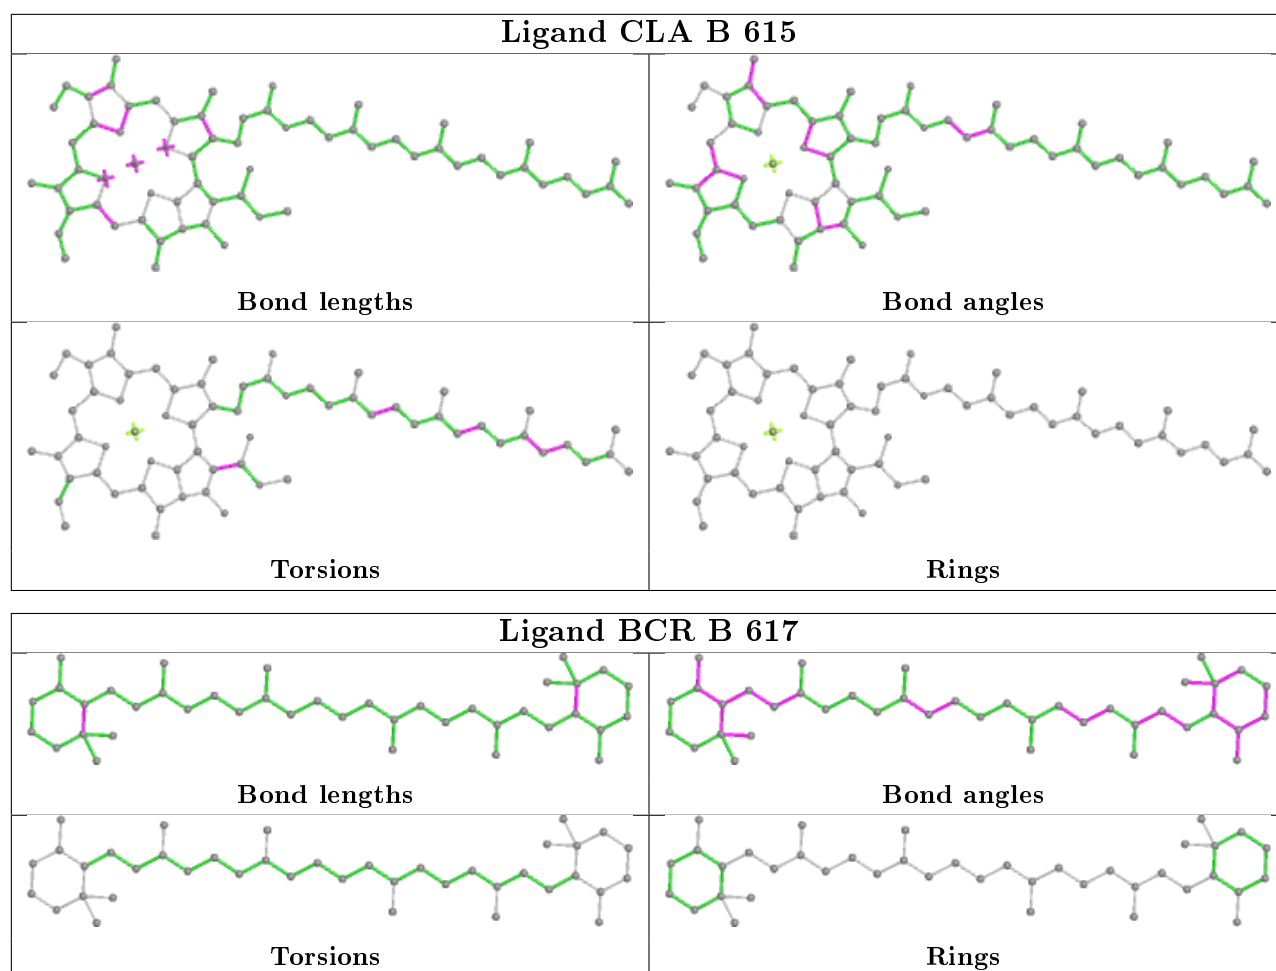 Ligand CLA B 615
Bond lengths
Bond angles
Torsions
Rings
Ligand BCR B 617
Bond lengths
Bond angles
Torsions
Rings